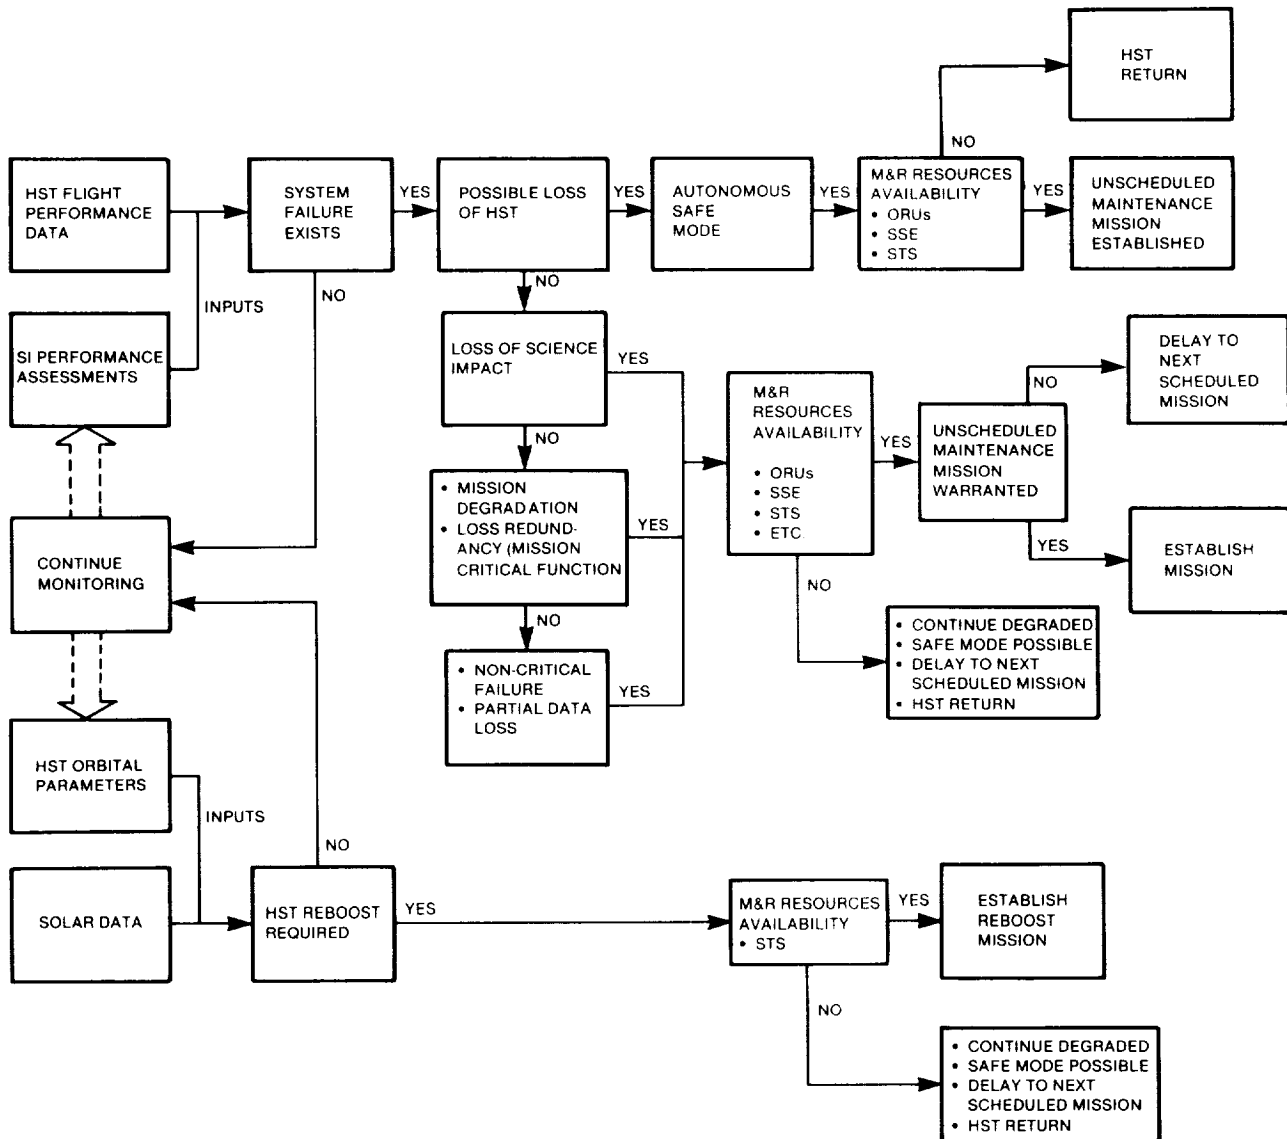 HST
RETURN
NO
HST FLIGHT
PERFORMANCE
DATA
SYSTEM
FAILURE
EXISTS
YES
POSSIBLE LOSS
OF HST
YES
AUTONOMOUS
SAFE
MODE
YES
M&R RESOURCES
AVAILABILITY
• ORUs
• SSE
• STS
YES
UNSCHEDULED
MAINTENANCE
MISSION
ESTABLISHED
INPUTS
NO
NO
SI PERFORMANCE
ASSESSMENTS
LOSS OF SCIENCE
IMPACT
YES
NO
M&R
RESOURCES
AVAILABILITY
• ORUs
• SSE
• STS
ETC.
YES
UNSCHEDULED
MAINTENANCE
MISSION
WARRANTED
NO
DELAY TO
NEXT
SCHEDULED
MISSION
YES
ESTABLISH
MISSION
• MISSION
DEGRADATION
• LOSS REDUND-
ANCY (MISSION
CRITICAL FUNCTION
YES
NO
CONTINUE
MONITORING
• NON-CRITICAL
FAILURE
• PARTIAL DATA
LOSS
YES
NO
• CONTINUE DEGRADED
• SAFE MODE POSSIBLE
• DELAY TO NEXT
SCHEDULED MISSION
• HST RETURN
HST ORBITAL
PARAMETERS
INPUTS
NO
SOLAR DATA
HST REBOOST
REQUIRED
YES
M&R RESOURCES
AVAILABILITY
• STS
YES
ESTABLISH
REBOOST
MISSION
NO
• CONTINUE DEGRADED
• SAFE MODE POSSIBLE
• DELAY TO NEXT
SCHEDULED MISSION
• HST RETURN